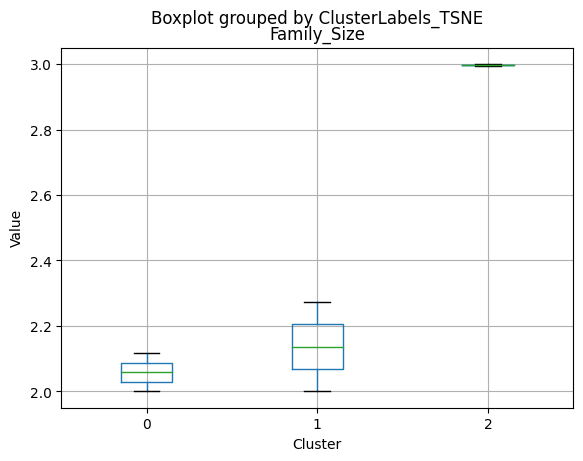 Boxplot grouped by ClusterLabels_TSNE
Family_Size
3.0
2.8
2.6
2.4
2.2
2.0
Value
0 1 2
Cluster